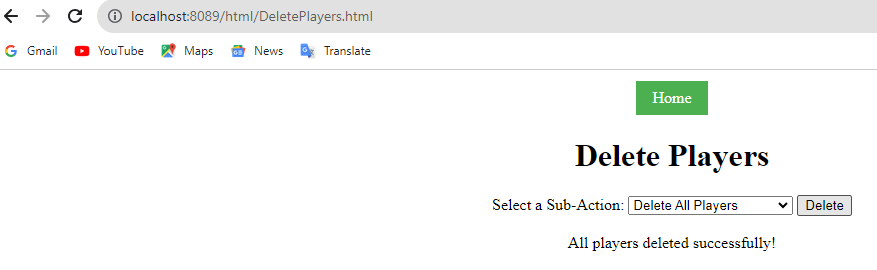 localhost:8089/html/DeletePlayers.html
Gmail YouTube Maps News Translate
Home
Delete Players
Select a Sub-Action: Delete All Players Delete
All players deleted successfully!